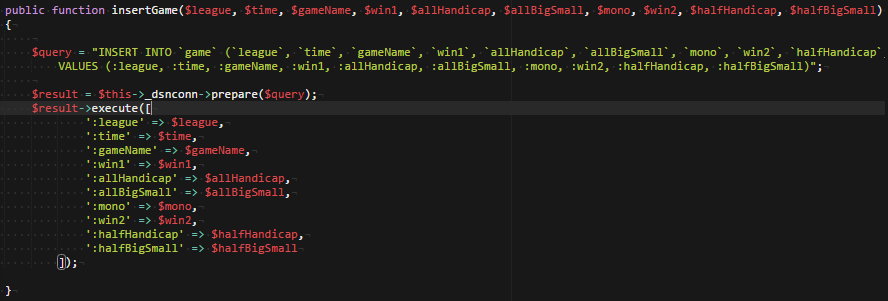 public function insertGame($league, $time, $gameName, $win1, $allHandicap, $allBigSmall, $mono, $win2, $halfHandicap, $halfBigSmall)
{
$query = "INSERT INTO `game` (`league`, `time`, `gameName`, `win1`, `allHandicap`, `allBigSmall`, `mono`, `win2`, `halfHandicap`,
VALUES (:league, :time, :gameName, :win1, :allHandicap, :allBigSmall, :mono, :win2, :halfHandicap, :halfBigSmall)";
$result = $this->_dsnconn->prepare($query);
$result->execute([
':league' => $league,
':time' => $time,
':gameName' => $gameName,
':win1' => $win1,
':allHandicap' => $allHandicap,
':allBigSmall' => $allBigSmall,
':mono' => $mono,
':win2' => $win2,
':halfHandicap' => $halfHandicap,
':halfBigSmall' => $halfBigSmall
]);
}